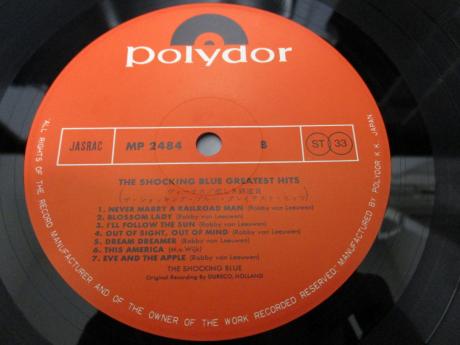 polydor
JASRAC MP 2484 B ST 33
THE SHOCKING BLUE GREATEST HITS
1. NEVER MARRY A RAILROAD MAN (Robby van Leeuwen)
2. BLOSSOM LADY (Robby van Leeuwen)
3. I'LL FOLLOW THE SUN (Robby van Leeuwen)
4. OUT OF SIGHT, OUT OF MIND (Robby van Leeuwen)
5. DREAM DREAMER (Robby van Leeuwen)
6. THIS AMERICA (M.v.Wijk)
7. EVE AND THE APPLE (Robby van Leeuwen)
THE SHOCKING BLUE
Original Recording by DURECO, HOLLAND
ALL RIGHTS OF THE RECORD MANUFACTURER AND OF THE OWNER OF THE WORK RECORDED RESERVED MANUFACTURED BY POLYDOR K.K. JAPAN